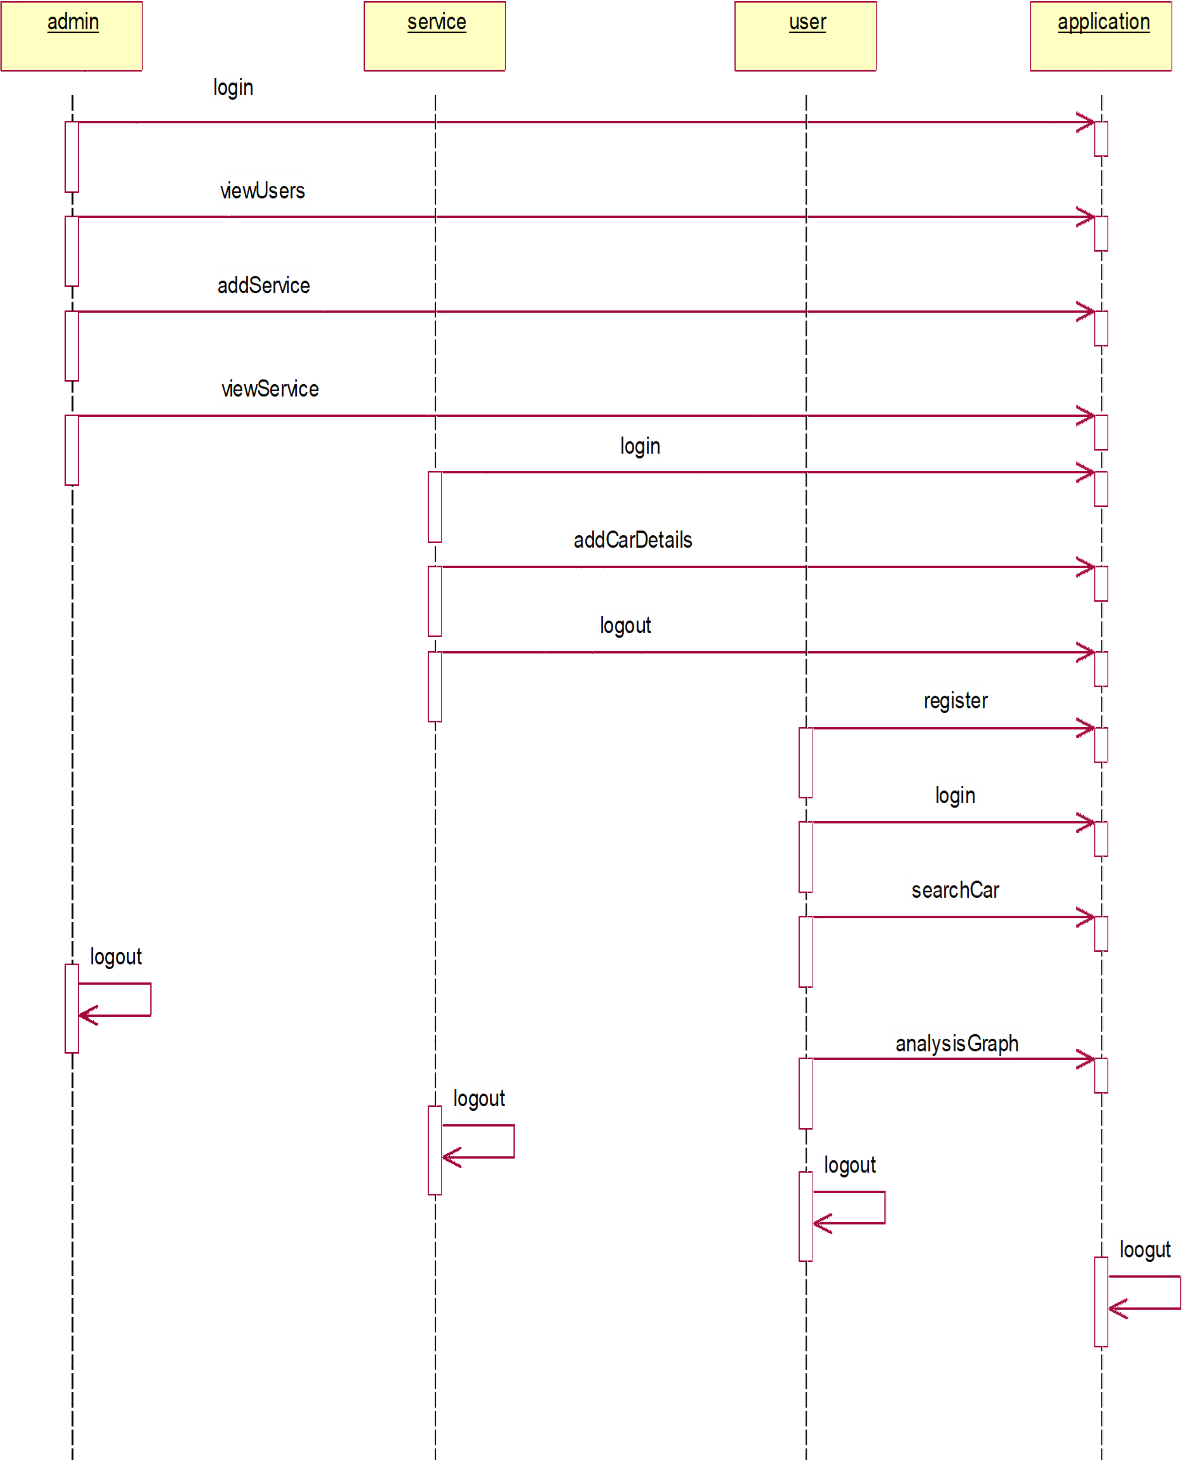 admin
service
user
application
login
viewUsers
addService
viewService
login
addCarDetails
logout
register
login
searchCar
logout
analysisGraph
logout
logout
loogut